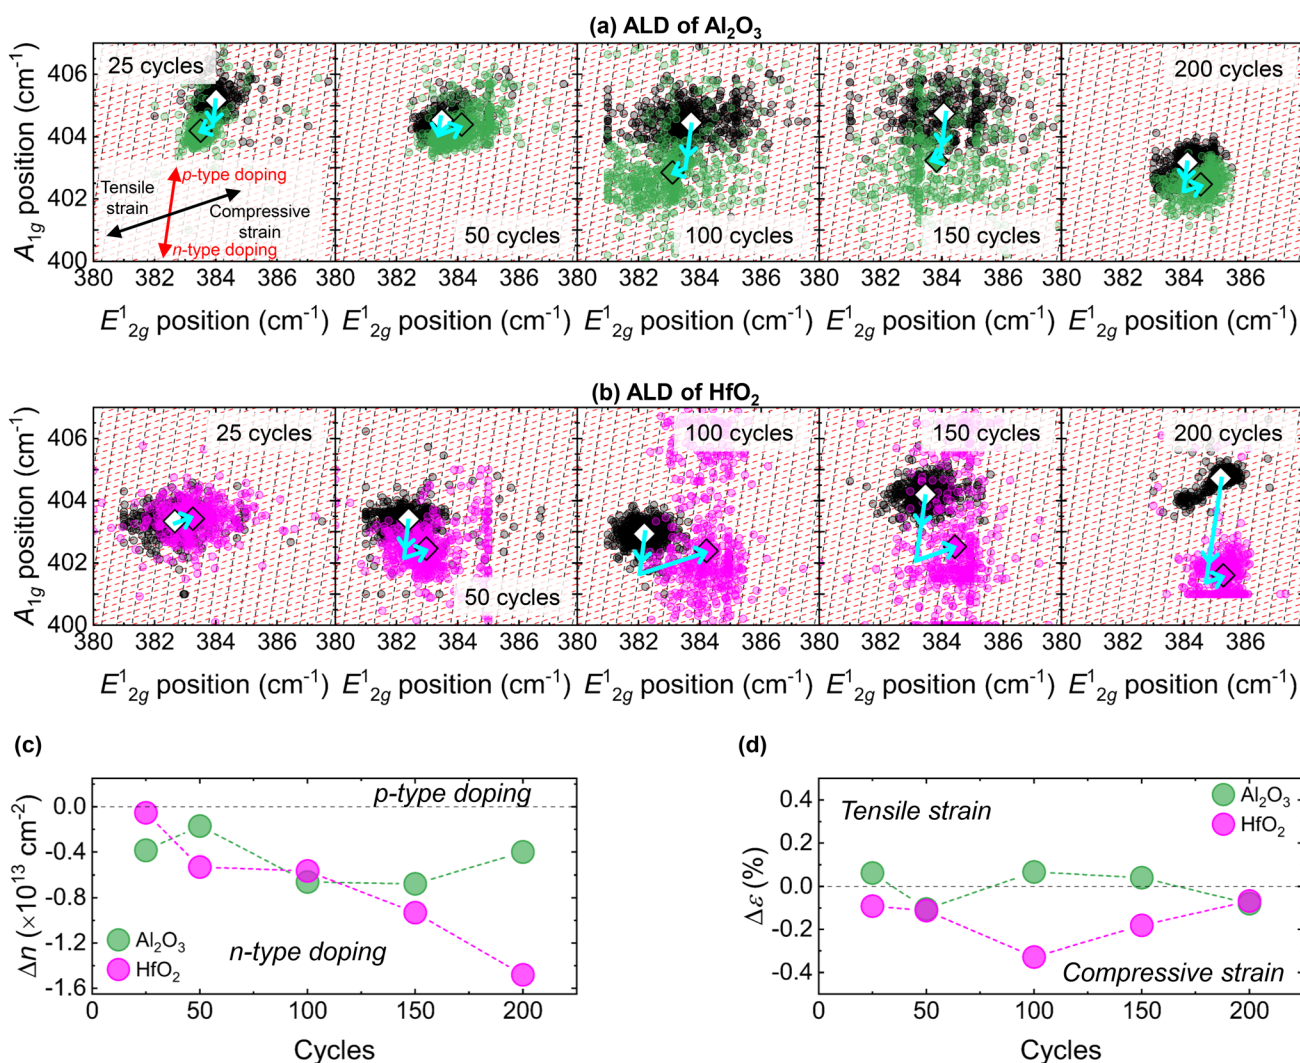 (a) ALD of Al₂O₃
A₁g position (cm⁻¹)
406
404
402
400
25 cycles
p-type doping
Tensile
strain
Compressive
strain
n-type doping
50 cycles
100 cycles
150 cycles
200 cycles
380 382 384 386 380 382 384 386 380 382 384 386 380 382 384 386 380 382 384 386
E¹₂g position (cm⁻¹) E¹₂g position (cm⁻¹) E¹₂g position (cm⁻¹) E¹₂g position (cm⁻¹) E¹₂g position (cm⁻¹)
(b) ALD of HfO₂
A₁g position (cm⁻¹)
406
404
402
400
25 cycles
50 cycles
100 cycles
150 cycles
200 cycles
380 382 384 386 380 382 384 386 380 382 384 386 380 382 384 386 380 382 384 386
E¹₂g position (cm⁻¹) E¹₂g position (cm⁻¹) E¹₂g position (cm⁻¹) E¹₂g position (cm⁻¹) E¹₂g position (cm⁻¹)
(c)
Δn (×10¹³ cm⁻²)
0.0
-0.4
-0.8
-1.2
-1.6
p-type doping
n-type doping
Al₂O₃
HfO₂
0 50 100 150 200
Cycles
(d)
Δε (%)
0.4
0.2
0.0
-0.2
-0.4
Tensile strain
Al₂O₃
HfO₂
Compressive strain
0 50 100 150 200
Cycles